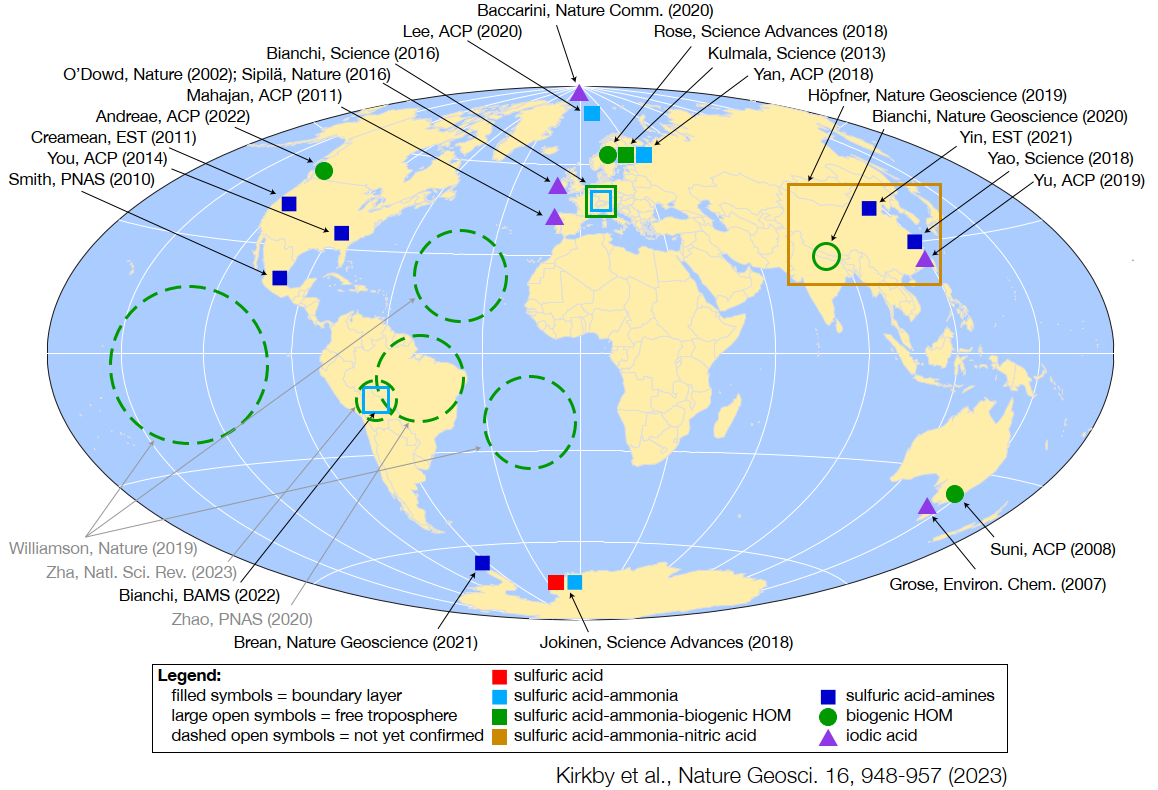 Baccarini, Nature Comm. (2020)
Lee, ACP (2020)
Rose, Science Advances (2018)
Bianchi, Science (2016)
Kulmala, Science (2013)
O'Dowd, Nature (2002); Sipilä, Nature (2016)
Yan, ACP (2018)
Mahajan, ACP (2011)
Höpfner, Nature Geoscience (2019)
Andreae, ACP (2022)
Bianchi, Nature Geoscience (2020)
Creamean, EST (2011)
Yin, EST (2021)
You, ACP (2014)
Yao, Science (2018)
Smith, PNAS (2010)
Yu, ACP (2019)
Williamson, Nature (2019)
Suni, ACP (2008)
Zha, Natl. Sci. Rev. (2023)
Grose, Environ. Chem. (2007)
Bianchi, BAMS (2022)
Zhao, PNAS (2020)
Brean, Nature Geoscience (2021)
Jokinen, Science Advances (2018)
Legend:
filled symbols = boundary layer
large open symbols = free troposphere
dashed open symbols = not yet confirmed
sulfuric acid
sulfuric acid-ammonia
sulfuric acid-ammonia-biogenic HOM
sulfuric acid-ammonia-nitric acid
sulfuric acid-amines
biogenic HOM
iodic acid
Kirkby et al., Nature Geosci. 16, 948-957 (2023)